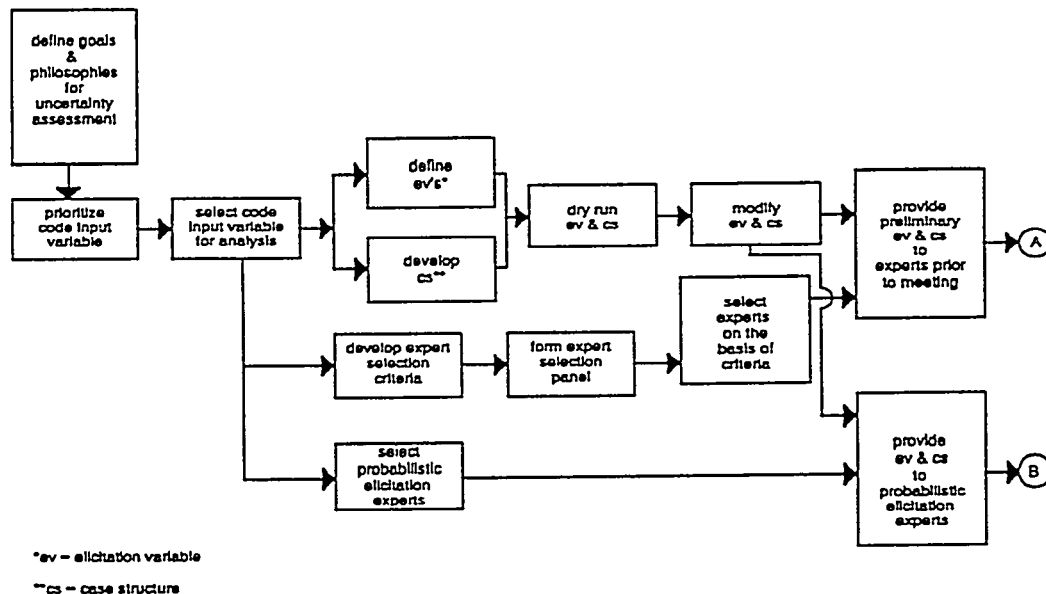 define goals
&
philosophies
for
uncertainty
assessment
prioritize
code input
variable
select code
input variable
for analysis
define
ev's*
develop
cs**
dry run
ev & cs
modify
ev & cs
provide
preliminary
ev & cs
to
experts prior
to meeting
A
develop expert
selection
criteria
form expert
selection
panel
select
experts
on the
basis of
criteria
select
probabilistic
elicitation
experts
provide
ev & cs
to
probabilistic
elicitation
experts
B
*ev – elicitation variable
**cs – case structure